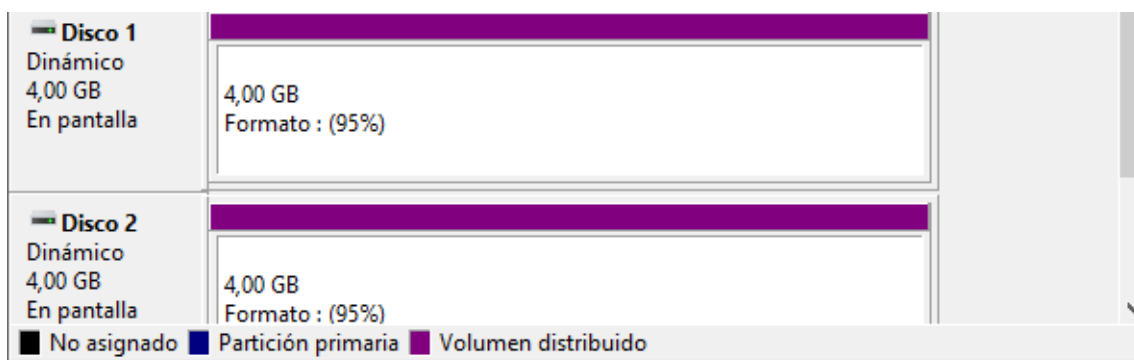 Disco 1
Dinámico
4,00 GB
En pantalla
4,00 GB
Formato : (95%)
Disco 2
Dinámico
4,00 GB
En pantalla
4,00 GB
Formato : (95%)
No asignado Partición primaria Volumen distribuido